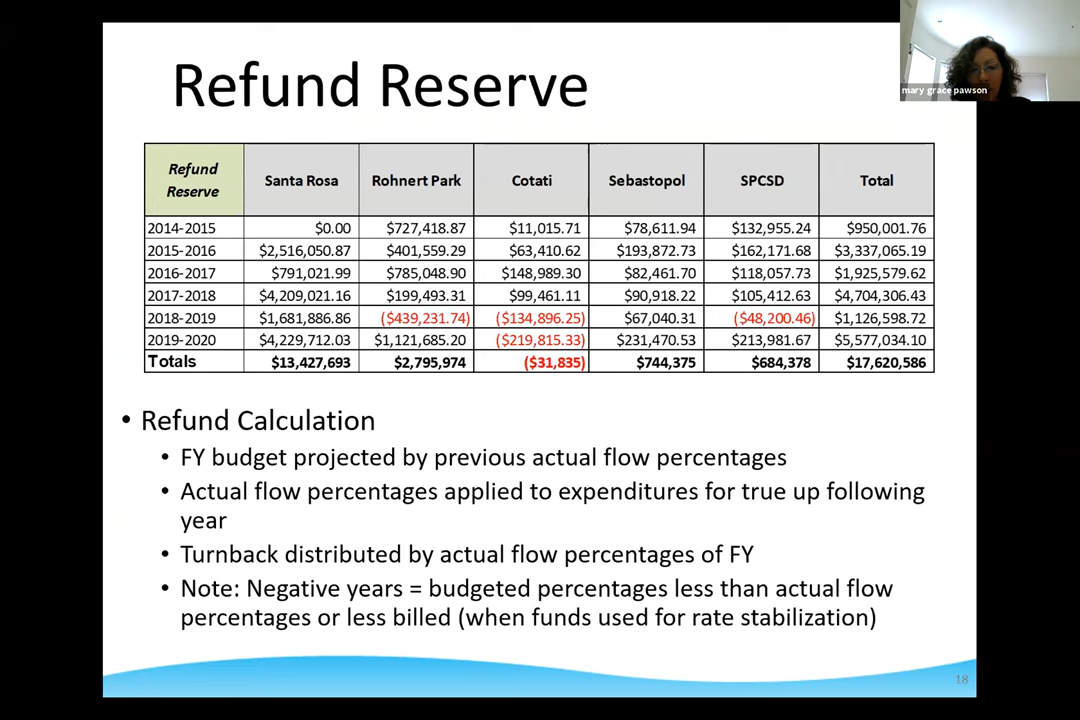 mary grace pawson
Refund Reserve
Refund Reserve Santa Rosa Rohnert Park Cotati Sebastopol SPCSD Total
2014-2015 $0.00 $727,418.87 $11,015.71 $78,611.94 $132,955.24 $950,001.76
2015-2016 $2,516,050.87 $401,559.29 $63,410.62 $193,872.73 $162,171.68 $3,337,065.19
2016-2017 $791,021.99 $785,048.90 $148,989.30 $82,461.70 $118,057.73 $1,925,579.62
2017-2018 $4,209,021.16 $199,493.31 $99,461.11 $90,918.22 $105,412.63 $4,704,306.43
2018-2019 $1,681,886.86 ($439,231.74) ($134,896.25) $67,040.31 ($48,200.46) $1,126,598.72
2019-2020 $4,229,712.03 $1,121,685.20 ($219,815.33) $231,470.53 $213,981.67 $5,577,034.10
Totals $13,427,693 $2,795,974 ($31,835) $744,375 $684,378 $17,620,586
• Refund Calculation
• FY budget projected by previous actual flow percentages
• Actual flow percentages applied to expenditures for true up following
year
• Turnback distributed by actual flow percentages of FY
• Note: Negative years = budgeted percentages less than actual flow
percentages or less billed (when funds used for rate stabilization)
18